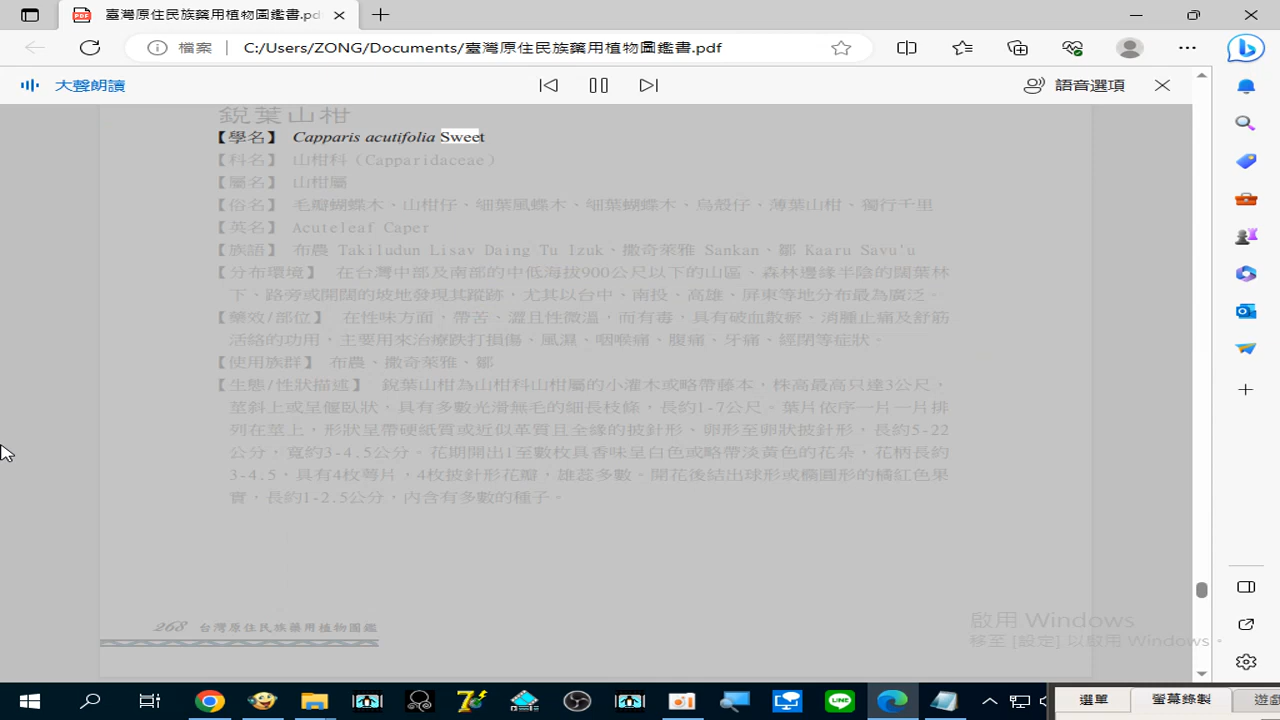 臺灣原住民族藥用植物圖鑑書.pdf
檔案
C:/Users/ZONG/Documents/臺灣原住民族藥用植物圖鑑書.pdf
大聲朗讀
語音選項
銳葉山柑
【學名】 Capparis acutifolia Sweet
【科名】 山柑科（Capparidaceae）
【屬名】 山柑屬
【俗名】 毛瓣蝴蝶木、山柑仔、細葉風蝶木、細葉蝴蝶木、烏殼仔、薄葉山柑、獨行千里
【英名】 Acuteleaf Caper
【族語】 布農 Takiludun Lisav Daing Tu Izuk、撒奇萊雅 Sankan、鄒 Kaaru Savu'u
【分布環境】 在台灣中部及南部的中低海拔900公尺以下的山區、森林邊緣半陰的闊葉林
下、路旁或開闊的坡地發現其蹤跡，尤其以台中、南投、高雄、屏東等地分布最為廣泛。
【藥效/部位】 在性味方面，帶苦、澀且性微溫，而有毒，具有破血散瘀、消腫止痛及舒筋
活絡的功用，主要用來治療跌打損傷、風濕、咽喉痛、腹痛、牙痛、經閉等症狀。
【使用族群】 布農、撒奇萊雅、鄒
【生態/性狀描述】 銳葉山柑為山柑科山柑屬的小灌木或略帶藤本，株高最高只達3公尺，
莖斜上或呈偃臥狀，具有多數光滑無毛的細長枝條，長約1-7公尺。葉片依序一片一片排
列在莖上，形狀呈帶硬紙質或近似革質且全緣的披針形、卵形至卵狀披針形，長約5-22
公分，寬約3-4.5公分。花期開出1至數枚具香味呈白色或略帶淡黃色的花朵，花柄長約
3-4.5，具有4枚萼片，4枚披針形花瓣，雄蕊多數。開花後結出球形或橢圓形的橘紅色果
實，長約1-2.5公分，內含有多數的種子。
268 台灣原住民族藥用植物圖鑑
啟用 Windows
移至 [設定] 以啟用 Windows。
選單
螢幕錄製